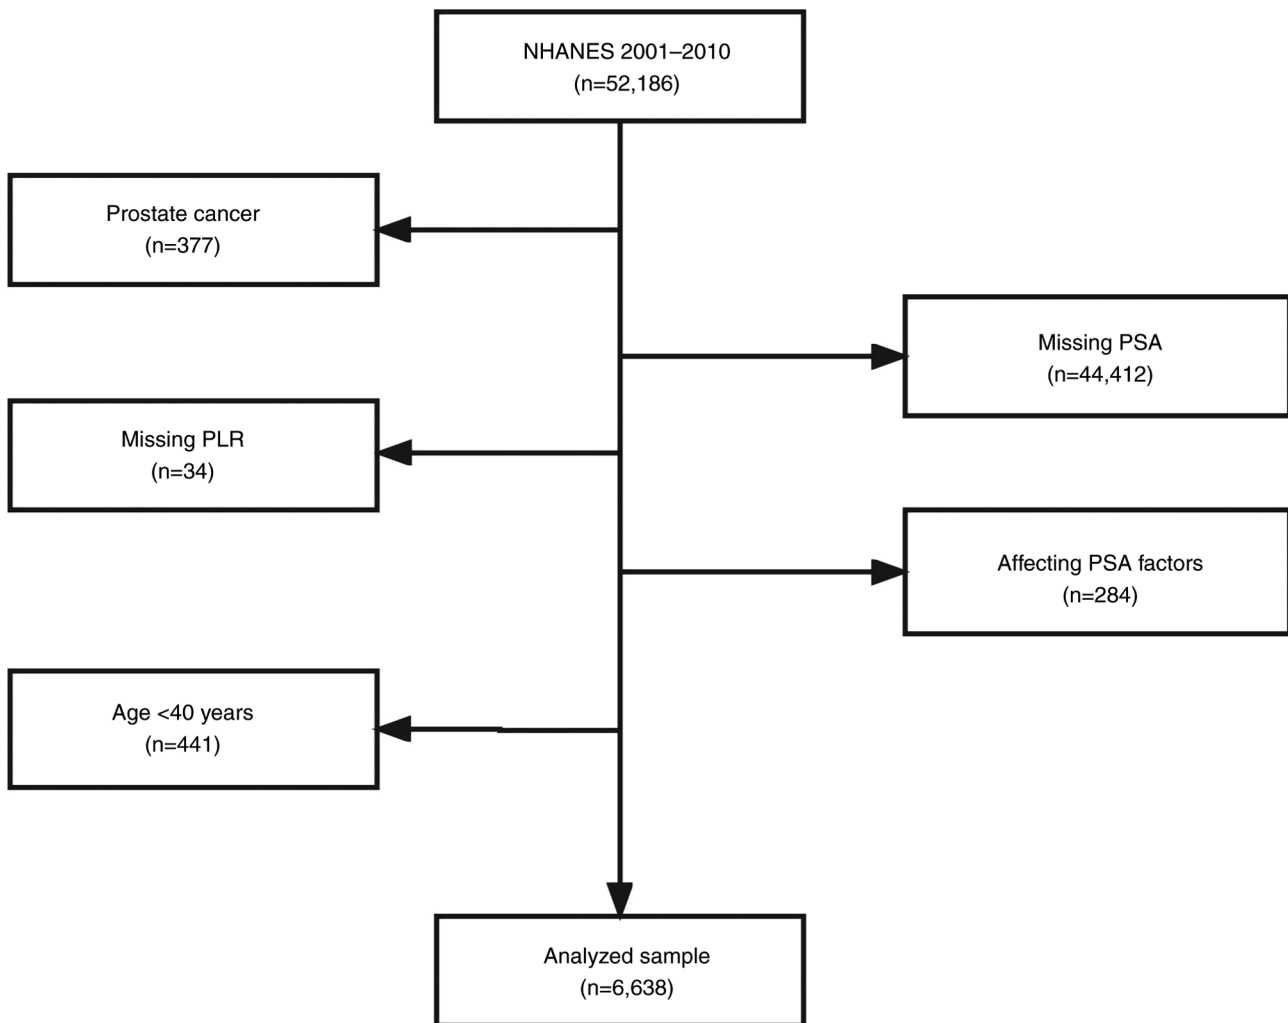 NHANES 2001–2010
(n=52,186)
Prostate cancer
(n=377)
Missing PSA
(n=44,412)
Missing PLR
(n=34)
Affecting PSA factors
(n=284)
Age <40 years
(n=441)
Analyzed sample
(n=6,638)